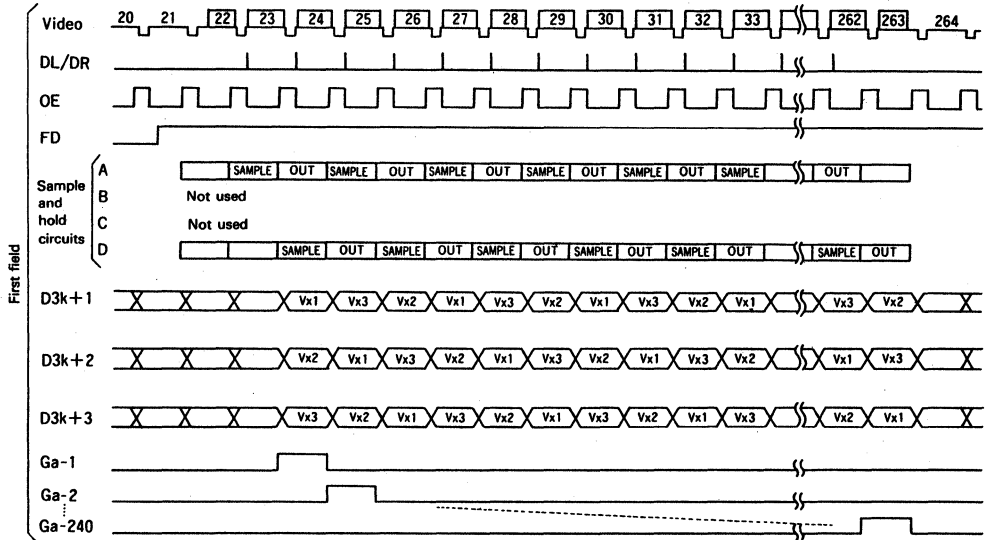 Video 20 21 22 23 24 25 26 27 28 29 30 31 32 33 262 263 264
DL/DR
OE
FD
First field
Sample and hold circuits
A SAMPLE OUT SAMPLE OUT SAMPLE OUT SAMPLE OUT SAMPLE OUT SAMPLE OUT
B Not used
C Not used
D SAMPLE OUT SAMPLE OUT SAMPLE OUT SAMPLE OUT SAMPLE OUT SAMPLE OUT
D3k+1 Vx1 Vx3 Vx2 Vx1 Vx3 Vx2 Vx1 Vx3 Vx2 Vx1 Vx3 Vx2
D3k+2 Vx2 Vx1 Vx3 Vx2 Vx1 Vx3 Vx2 Vx1 Vx3 Vx2 Vx1 Vx3
D3k+3 Vx3 Vx2 Vx1 Vx3 Vx2 Vx1 Vx3 Vx2 Vx1 Vx3 Vx2 Vx1
Ga-1
Ga-2
Ga-240